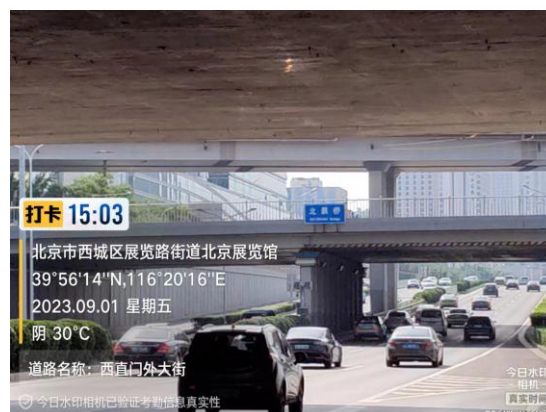 北展桥
打卡 15:03
北京市西城区展览路街道北京展览馆
39°56'14"N,116°20'16"E
2023.09.01 星期五
阴 30°C
道路名称：西直门外大街
今日水印相机已验证考勤信息真实性
今日水印
相机
真实时间